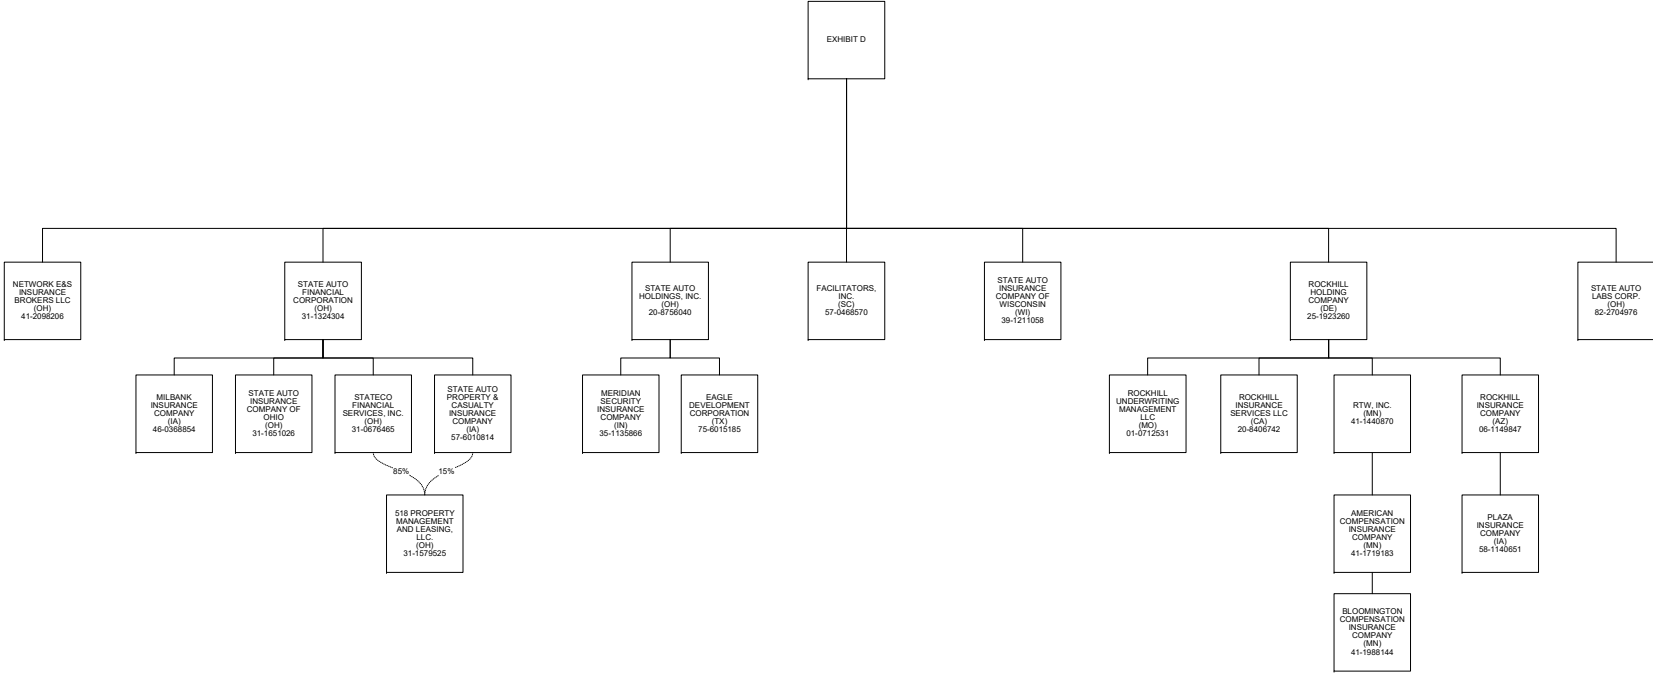 EXHIBIT D
NETWORK E&S
INSURANCE
BROKERS LLC
(OH)
41-2098206
STATE AUTO
FINANCIAL
CORPORATION
(OH)
31-1324304
STATE AUTO
HOLDINGS, INC.
(OH)
20-8756040
FACILITATORS,
INC.
(SC)
57-0468570
STATE AUTO
INSURANCE
COMPANY OF
WISCONSIN
(WI)
39-1211058
ROCKHILL
HOLDING
COMPANY
(DE)
25-1923260
STATE AUTO
LABS CORP.
(OH)
82-2704976
MILBANK
INSURANCE
COMPANY
(IA)
46-0368854
STATE AUTO
INSURANCE
COMPANY OF
OHIO
(OH)
31-1651026
STATECO
FINANCIAL
SERVICES, INC.
(OH)
31-0676465
STATE AUTO
PROPERTY &
CASUALTY
INSURANCE
COMPANY
(IA)
57-6010814
MERIDIAN
SECURITY
INSURANCE
COMPANY
(IN)
35-1135866
EAGLE
DEVELOPMENT
CORPORATION
(TX)
75-6015185
ROCKHILL
UNDERWRITING
MANAGEMENT
LLC
(MO)
01-0712531
ROCKHILL
INSURANCE
SERVICES LLC
(CA)
20-8406742
RTW, INC.
(MN)
41-1440870
ROCKHILL
INSURANCE
COMPANY
(AZ)
06-1149847
85%
15%
518 PROPERTY
MANAGEMENT
AND LEASING,
LLC.
(OH)
31-1579525
AMERICAN
COMPENSATION
INSURANCE
COMPANY
(MN)
41-1719183
PLAZA
INSURANCE
COMPANY
(IA)
58-1140651
BLOOMINGTON
COMPENSATION
INSURANCE
COMPANY
(MN)
41-1988144